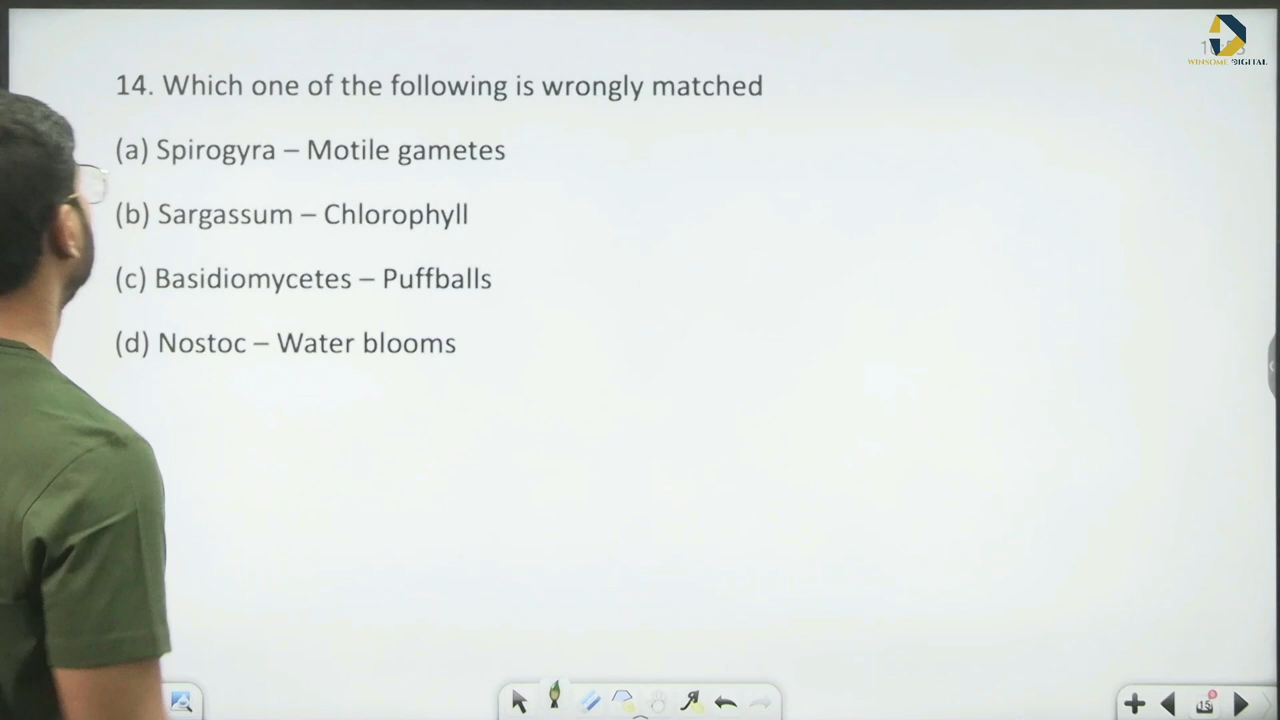 WINSOME DIGITAL
14. Which one of the following is wrongly matched
(a) Spirogyra – Motile gametes
(b) Sargassum – Chlorophyll
(c) Basidiomycetes – Puffballs
(d) Nostoc – Water blooms
15